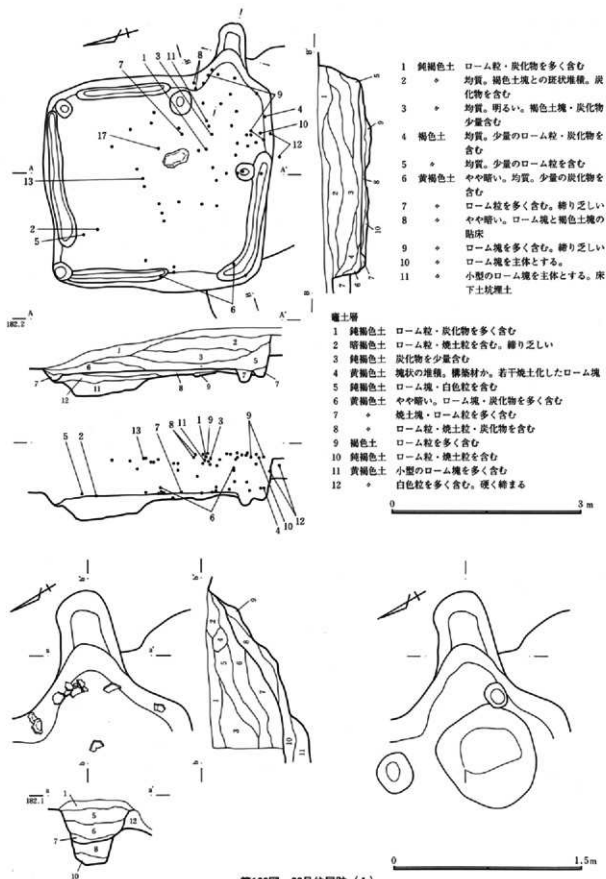 1 鈍褐色土 ローム粒・炭化物を多く含む
2 〃 均質。褐色土塊との斑状堆積。炭
化物を含む
3 〃 均質。明るい。褐色土塊・炭化物
少量含む
4 褐色土 均質。少量のローム粒・炭化物を
含む
5 〃 均質。少量のローム粒を含む
6 黄褐色土 やや暗い。均質。少量の炭化物を
含む
7 〃 ローム粒を多く含む。締り乏しい
8 〃 やや暗い。ローム塊と褐色土塊の
貼床
9 〃 ローム塊を多く含む。締り乏しい
10 〃 ローム塊を主体とする。
11 〃 小型のローム塊を主体とする。床
下土坑埋土
竈土層
1 鈍褐色土 ローム粒・炭化物を多く含む
2 暗褐色土 ローム粒・焼土粒を含む。締り乏しい
3 鈍褐色土 炭化物を少量含む
4 黄褐色土 塊状の堆積。構築材か。若干焼土化したローム塊
5 鈍褐色土 ローム塊・白色粒を含む
6 黄褐色土 やや暗い。ローム塊・炭化物を多く含む
7 〃 焼土塊・ローム粒を多く含む
8 〃 ローム粒・焼土粒・炭化物を含む
9 褐色土 ローム粒を多く含む
10 鈍褐色土 ローム粒・焼土粒を含む
11 黄褐色土 小型のローム塊を多く含む
12 〃 白色粒を多く含む。硬く締まる
0 3 m
A A'
182.2
13 7 8 11 1 9 3 9
5 2
6 4 10 12
182.1
0 1.5m